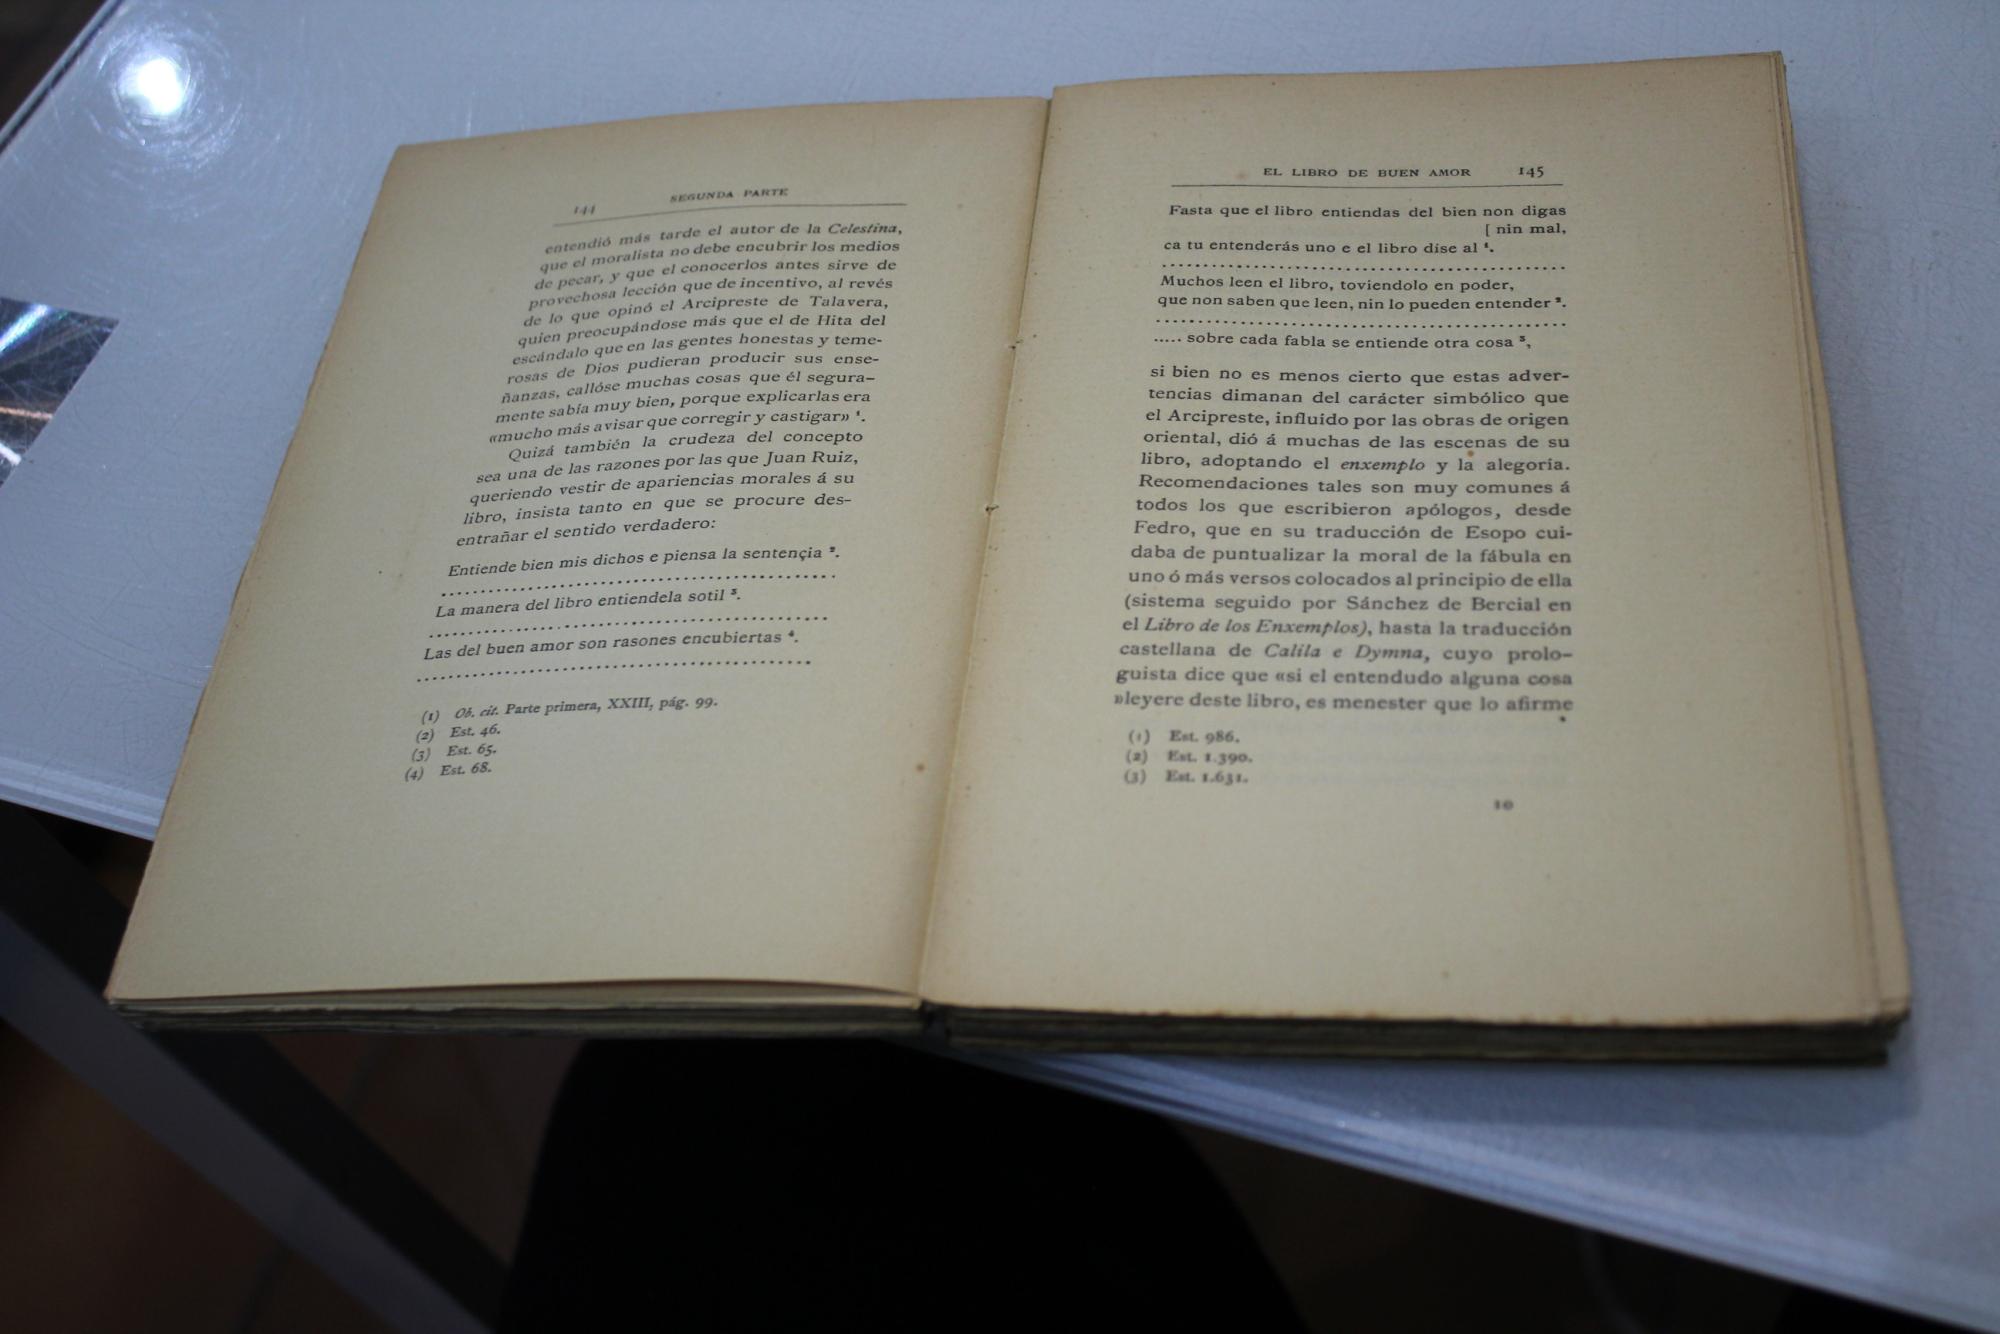 144
SEGUNDA PARTE
entendió más tarde el autor de la Celestina,
que el moralista no debe encubrir los medios
de pecar, y que el conocerlos antes sirve de
provechosa lección que de incentivo, al revés
de lo que opinó el Arcipreste de Talavera,
quien preocupándose más que el de Hita del
escándalo que en las gentes honestas y teme-
rosas de Dios pudieran producir sus ense-
ñanzas, callóse muchas cosas que él segura-
mente sabía muy bien, porque explicarlas era
«mucho más avisar que corregir y castigar» ¹.
Quizá también la crudeza del concepto
sea una de las razones por las que Juan Ruiz,
queriendo vestir de apariencias morales á su
libro, insista tanto en que se procure des-
entrañar el sentido verdadero:
Entiende bien mis dichos e piensa la sentençia ².
................................................
La manera del libro entiendela sotil ³.
................................................
Las del buen amor son rasones encubiertas ⁴.
................................................
(1) Ob. cit. Parte primera, XXIII, pág. 99.
(2) Est. 46.
(3) Est. 65.
(4) Est. 68.
EL LIBRO DE BUEN AMOR 145
Fasta que el libro entiendas del bien non digas
[ nin mal,
ca tu entenderás uno e el libro dise al ¹.
................................................
Muchos leen el libro, toviendolo en poder,
que non saben que leen, nin lo pueden entender ².
................................................
..... sobre cada fabla se entiende otra cosa ³,
si bien no es menos cierto que estas adver-
tencias dimanan del carácter simbólico que
el Arcipreste, influido por las obras de origen
oriental, dió á muchas de las escenas de su
libro, adoptando el enxemplo y la alegoría.
Recomendaciones tales son muy comunes á
todos los que escribieron apólogos, desde
Fedro, que en su traducción de Esopo cui-
daba de puntualizar la moral de la fábula en
uno ó más versos colocados al principio de ella
(sistema seguido por Sánchez de Bercial en
el Libro de los Enxemplos), hasta la traducción
castellana de Calila e Dymna, cuyo prolo-
guista dice que «si el entendudo alguna cosa
»leyere deste libro, es menester que lo afirme
(1) Est. 986.
(2) Est. 1.390.
(3) Est. 1.631.
10